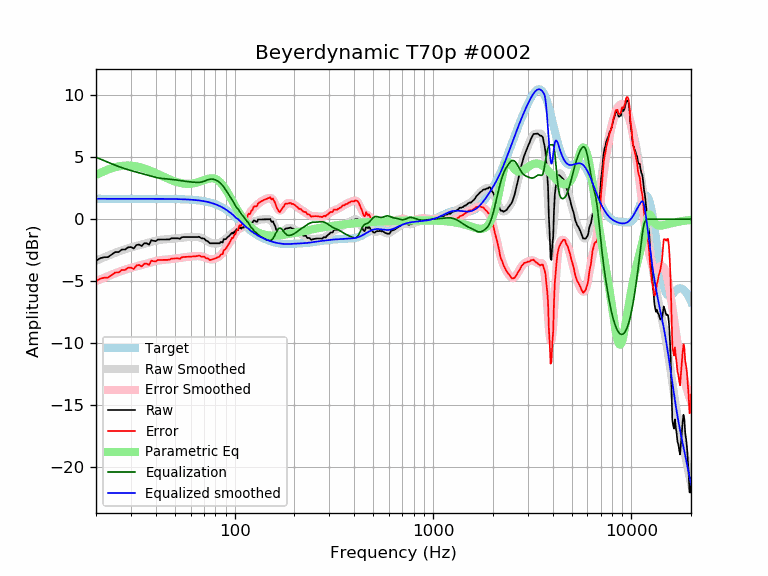 Beyerdynamic T70p #0002
Amplitude (dBr)
10
5
0
−5
−10
−15
−20
Target
Raw Smoothed
Error Smoothed
Raw
Error
Parametric Eq
Equalization
Equalized smoothed
100 1000 10000
Frequency (Hz)